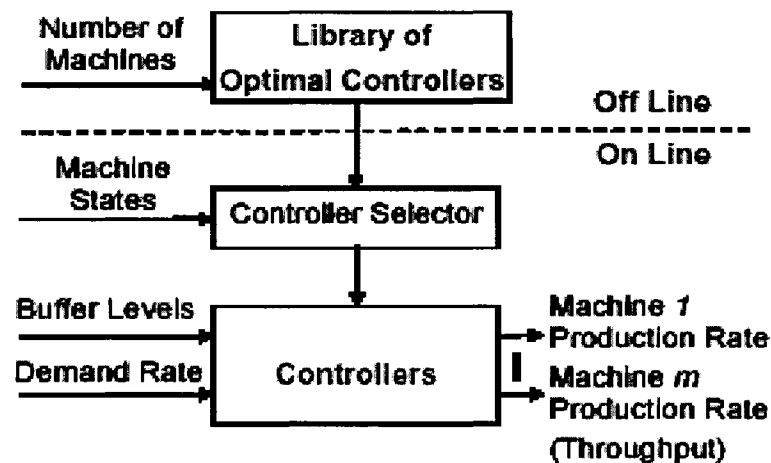 Number of
Machines
Library of
Optimal Controllers
Off Line
On Line
Machine
States
Controller Selector
Buffer Levels
Demand Rate
Controllers
Machine 1
Production Rate
Machine m
Production Rate
(Throughput)